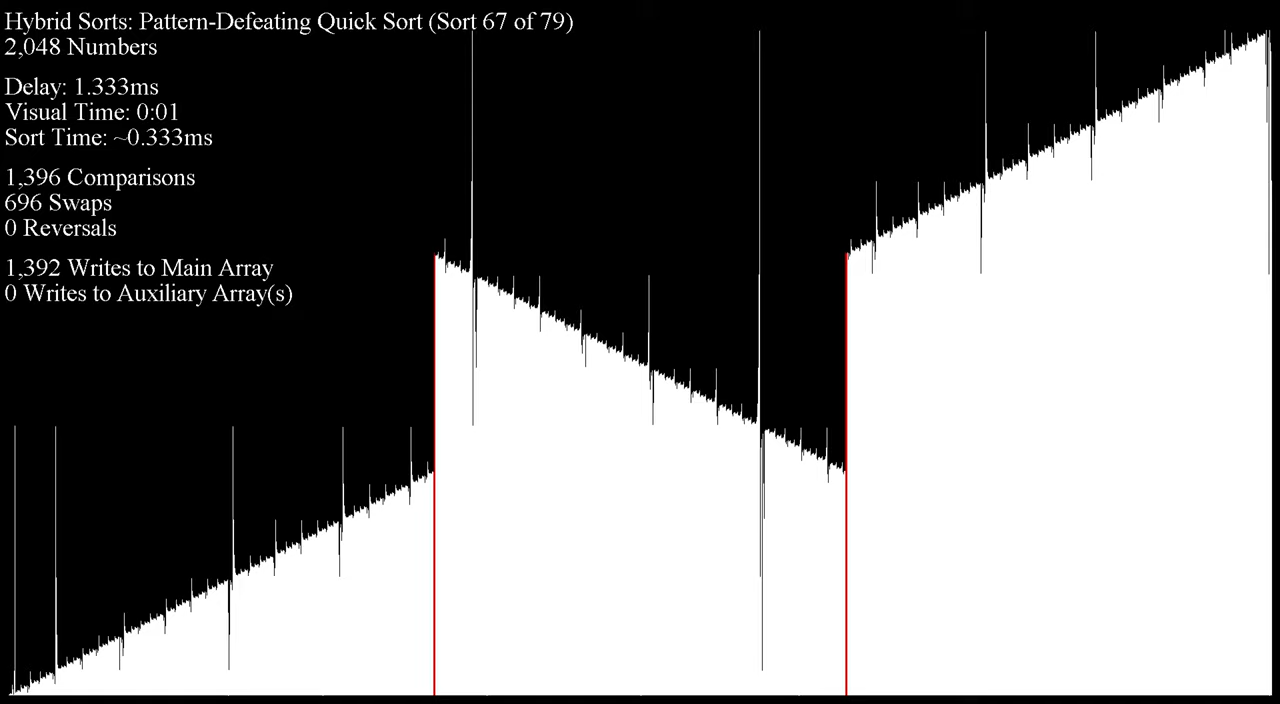 Hybrid Sorts: Pattern-Defeating Quick Sort (Sort 67 of 79)
2,048 Numbers
Delay: 1.333ms
Visual Time: 0:01
Sort Time: ~0.333ms
1,396 Comparisons
696 Swaps
0 Reversals
1,392 Writes to Main Array
0 Writes to Auxiliary Array(s)